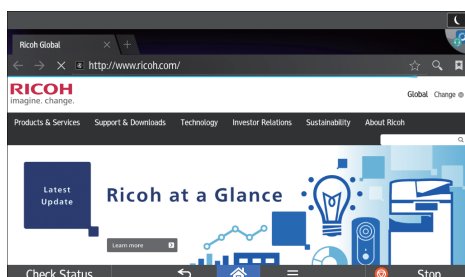 Ricoh Global
http://www.ricoh.com/
RICOH
imagine. change.
Global Change
Products & Services Support & Downloads Technology Investor Relations Sustainability About Ricoh
Latest
Update
Ricoh at a Glance
Learn more
Check Status Stop